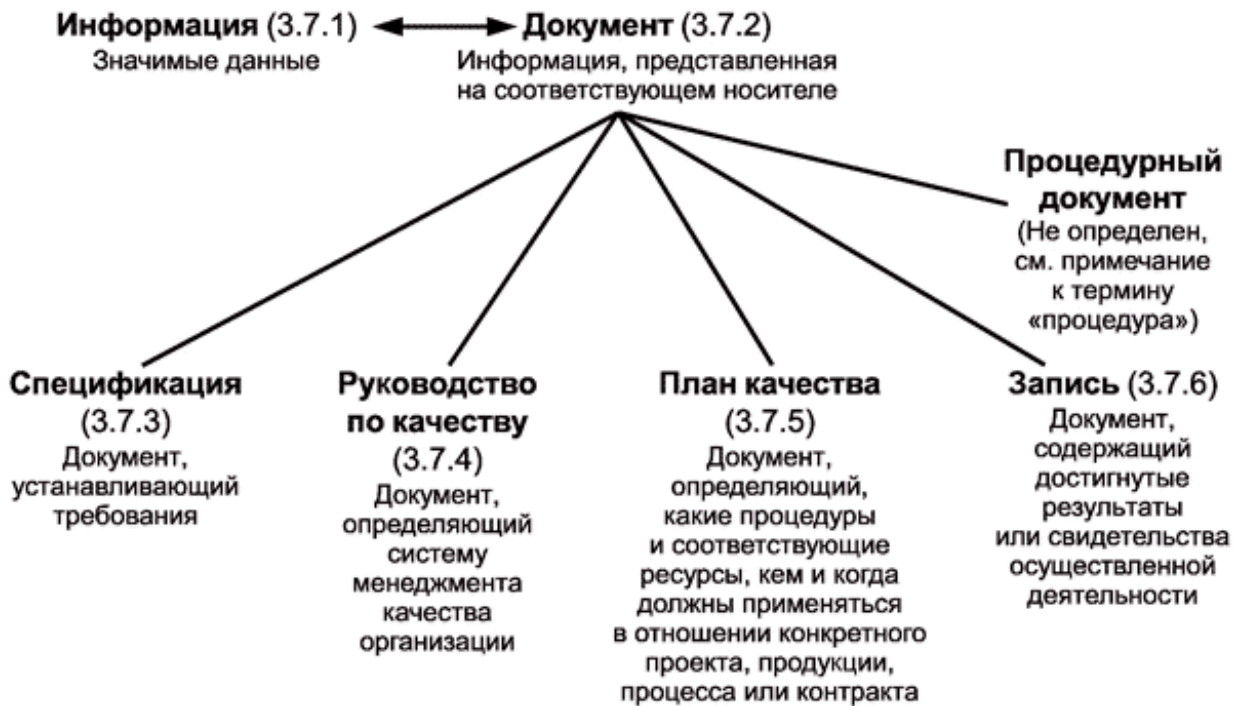 Информация (3.7.1)
Значимые данные
Документ (3.7.2)
Информация, представленная
на соответствующем носителе
Процедурный
документ
(Не определен,
см. примечание
к термину
«процедура»)
Спецификация
(3.7.3)
Документ,
устанавливающий
требования
Руководство
по качеству
(3.7.4)
Документ,
определяющий
систему
менеджмента
качества
организации
План качества
(3.7.5)
Документ,
определяющий,
какие процедуры
и соответствующие
ресурсы, кем и когда
должны применяться
в отношении конкретного
проекта, продукции,
процесса или контракта
Запись (3.7.6)
Документ,
содержащий
достигнутые
результаты
или свидетельства
осуществленной
деятельности